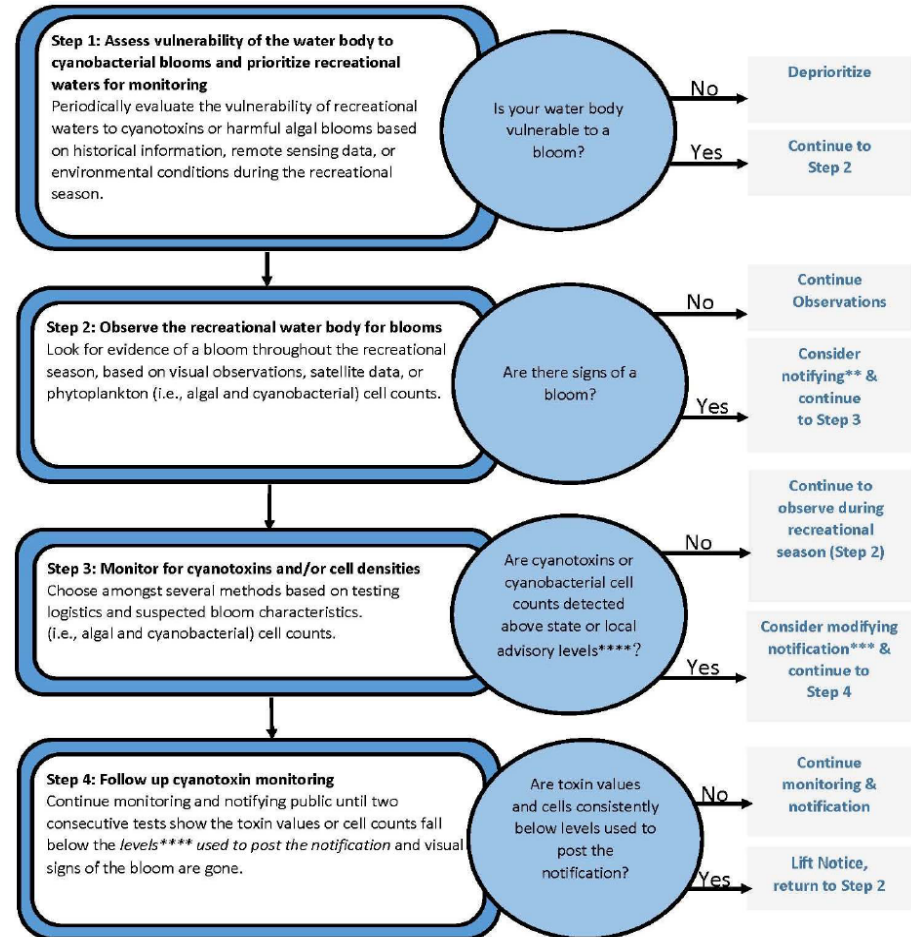 Step 1: Assess vulnerability of the water body to
cyanobacterial blooms and prioritize recreational
waters for monitoring
Periodically evaluate the vulnerability of recreational
waters to cyanotoxins or harmful algal blooms based
on historical information, remote sensing data, or
environmental conditions during the recreational
season.
Is your water body
vulnerable to a
bloom?
No
Deprioritize
Yes
Continue to
Step 2
Step 2: Observe the recreational water body for blooms
Look for evidence of a bloom throughout the recreational
season, based on visual observations, satellite data, or
phytoplankton (i.e., algal and cyanobacterial) cell counts.
Are there signs of a
bloom?
No
Continue
Observations
Yes
Consider
notifying** &
continue
to Step 3
Step 3: Monitor for cyanotoxins and/or cell densities
Choose amongst several methods based on testing
logistics and suspected bloom characteristics.
(i.e., algal and cyanobacterial) cell counts.
Are cyanotoxins or
cyanobacterial cell
counts detected
above state or local
advisory levels****?
No
Continue to
observe during
recreational
season (Step 2)
Yes
Consider modifying
notification*** &
continue to
Step 4
Step 4: Follow up cyanotoxin monitoring
Continue monitoring and notifying public until two
consecutive tests show the toxin values or cell counts fall
below the levels**** used to post the notification and visual
signs of the bloom are gone.
Are toxin values
and cells consistently
below levels used to
post the
notification?
No
Continue
monitoring &
notification
Yes
Lift Notice,
return to Step 2